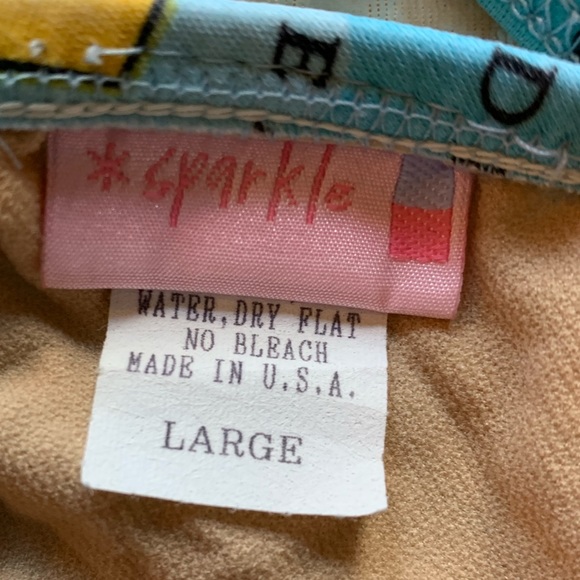 E D
*sparkle
WATER, DRY FLAT
NO BLEACH
MADE IN U.S.A.
LARGE